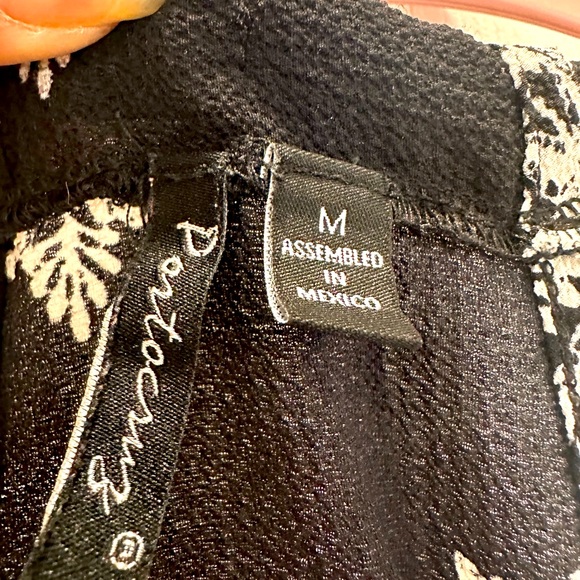 Portocruz ®
M
ASSEMBLED
IN
MEXICO